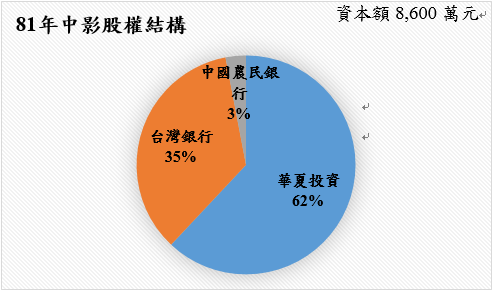 資本額 8,600 萬元
81年中影股權結構
中國農民銀
行
3%
台灣銀行
35%
華夏投資
62%